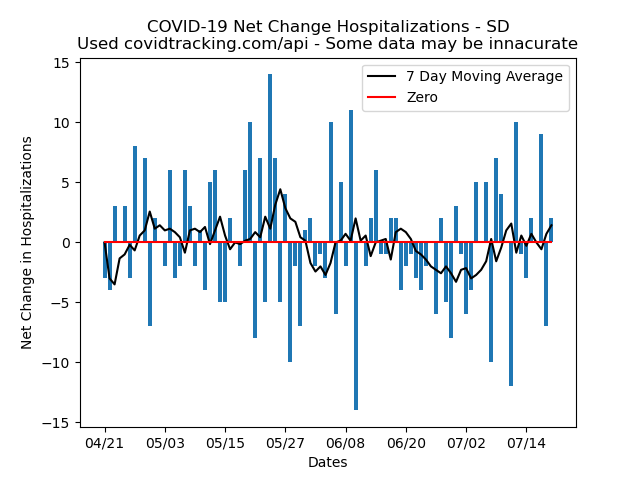 COVID-19 Net Change Hospitalizations - SD
Used covidtracking.com/api - Some data may be innacurate
7 Day Moving Average
Zero
15
10
5
0
−5
−10
−15
Net Change in Hospitalizations
04/21 05/03 05/15 05/27 06/08 06/20 07/02 07/14
Dates